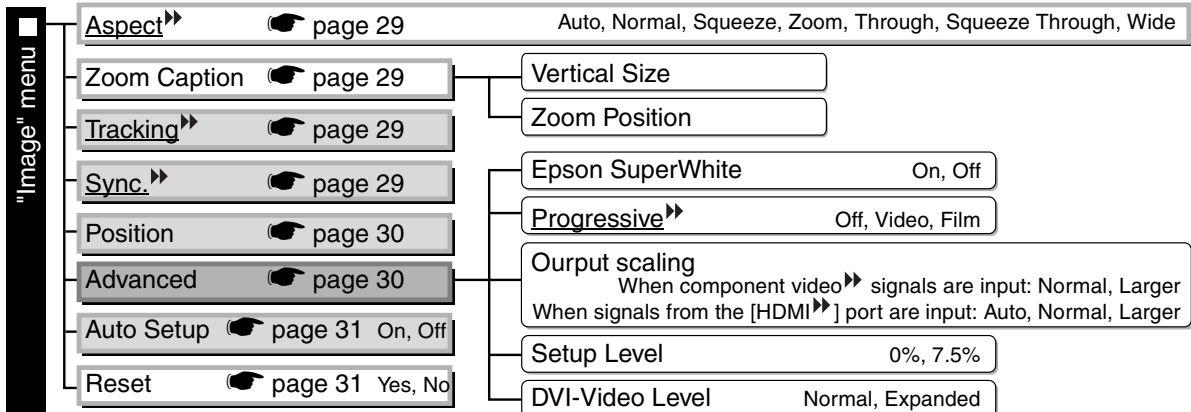 "Image" menu
Aspect page 29 Auto, Normal, Squeeze, Zoom, Through, Squeeze Through, Wide
Zoom Caption page 29
Vertical Size
Zoom Position
Tracking page 29
Sync. page 29
Position page 30
Advanced page 30
Epson SuperWhite On, Off
Progressive Off, Video, Film
Ourput scaling
When component video signals are input: Normal, Larger
When signals from the [HDMI ] port are input: Auto, Normal, Larger
Setup Level 0%, 7.5%
DVI-Video Level Normal, Expanded
Auto Setup page 31 On, Off
Reset page 31 Yes, No